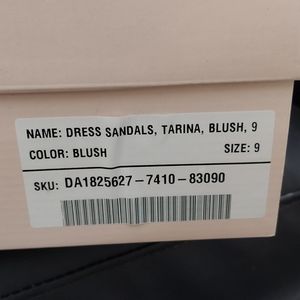 NAME: DRESS SANDALS, TARINA, BLUSH, 9
COLOR: BLUSH SIZE: 9
SKU: DA1825627-7410-83090